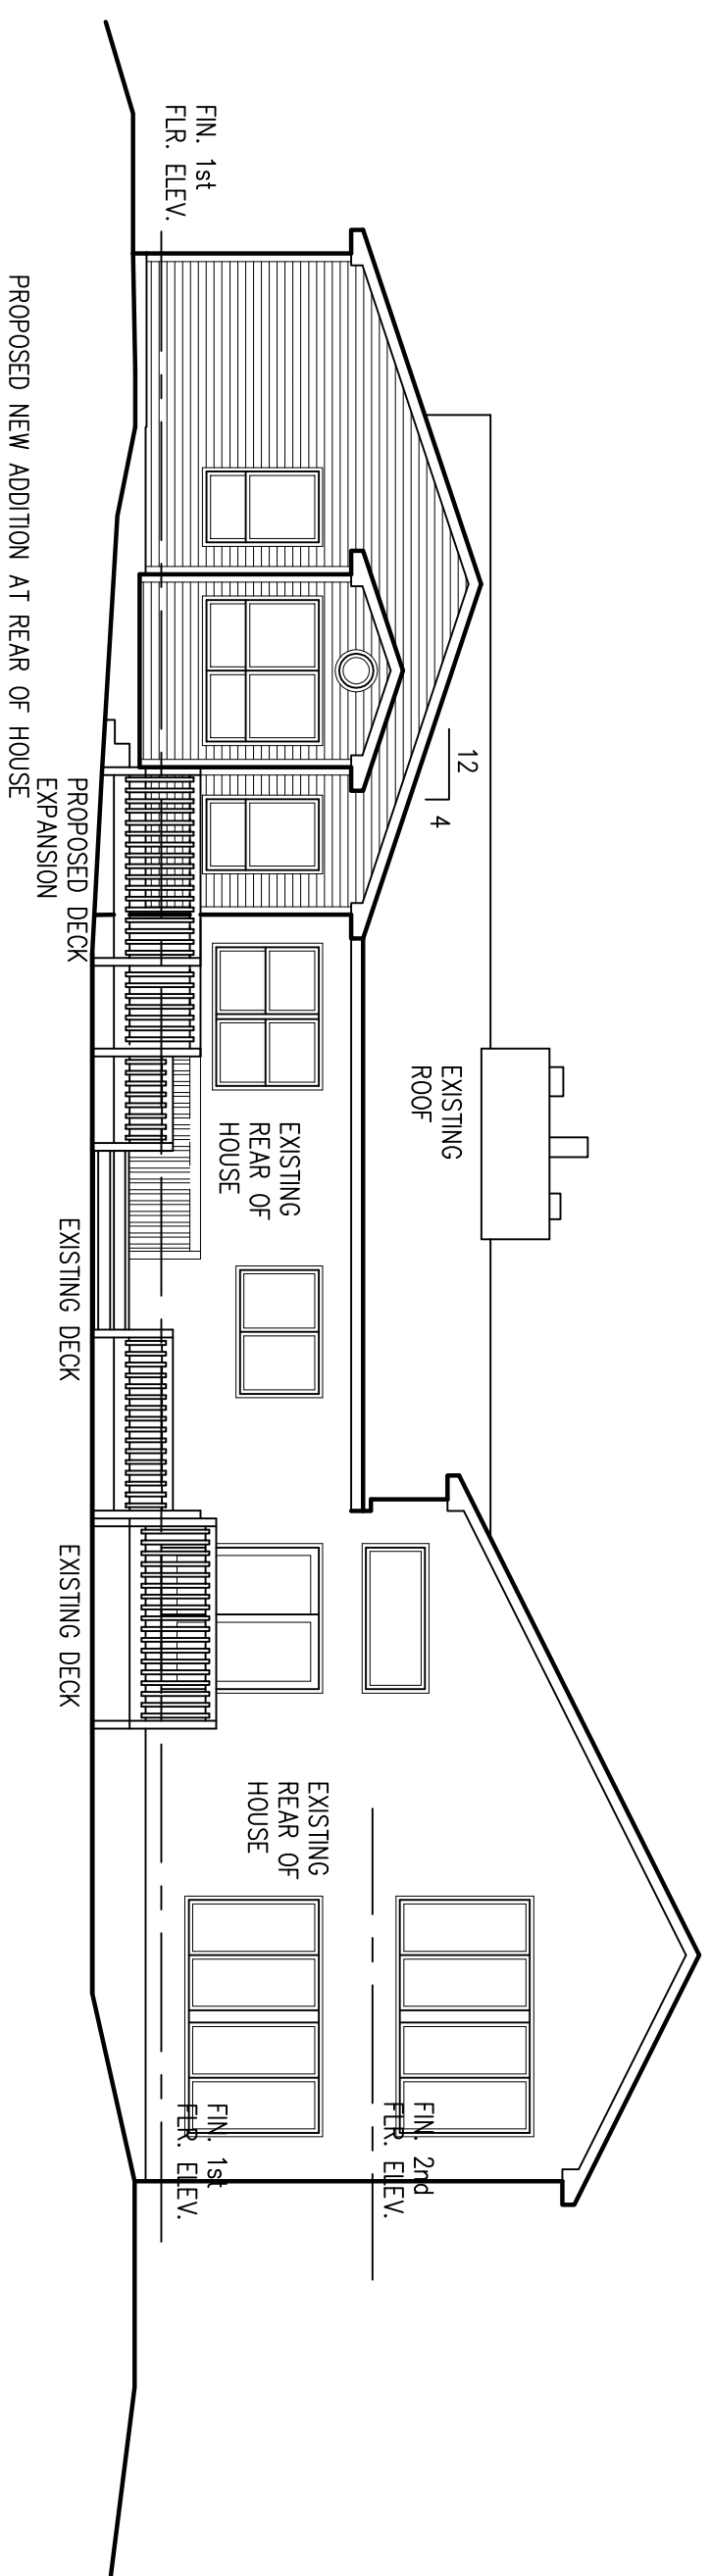 FIN. 1st
FLR. ELEV.
12
4
EXISTING
ROOF
EXISTING
REAR OF
HOUSE
EXISTING
REAR OF
HOUSE
FIN. 2nd
FLR. ELEV.
FIN. 1st
FLR. ELEV.
PROPOSED DECK
EXPANSION
EXISTING DECK
EXISTING DECK
PROPOSED NEW ADDITION AT REAR OF HOUSE